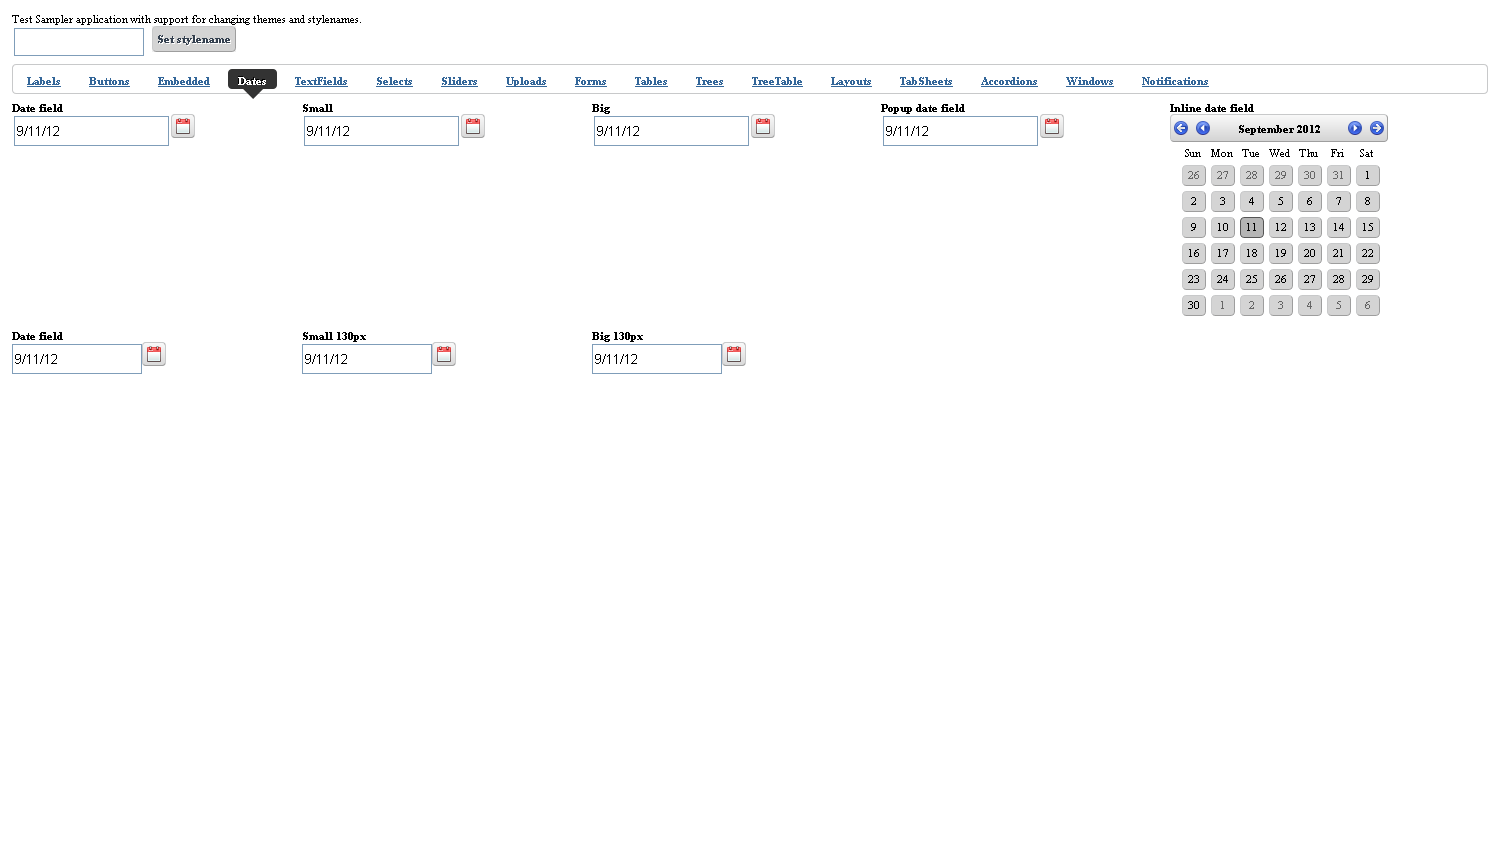 Test Sampler application with support for changing themes and stylenames.
Set stylename
Labels Buttons Embedded Dates TextFields Selects Sliders Uploads Forms Tables Trees TreeTable Layouts TabSheets Accordions Windows Notifications
Date field Small Big Popup date field Inline date field
9/11/12 9/11/12 9/11/12 9/11/12
September 2012
Sun Mon Tue Wed Thu Fri Sat
26 27 28 29 30 31 1
2 3 4 5 6 7 8
9 10 11 12 13 14 15
16 17 18 19 20 21 22
23 24 25 26 27 28 29
30 1 2 3 4 5 6
Date field Small 130px Big 130px
9/11/12 9/11/12 9/11/12